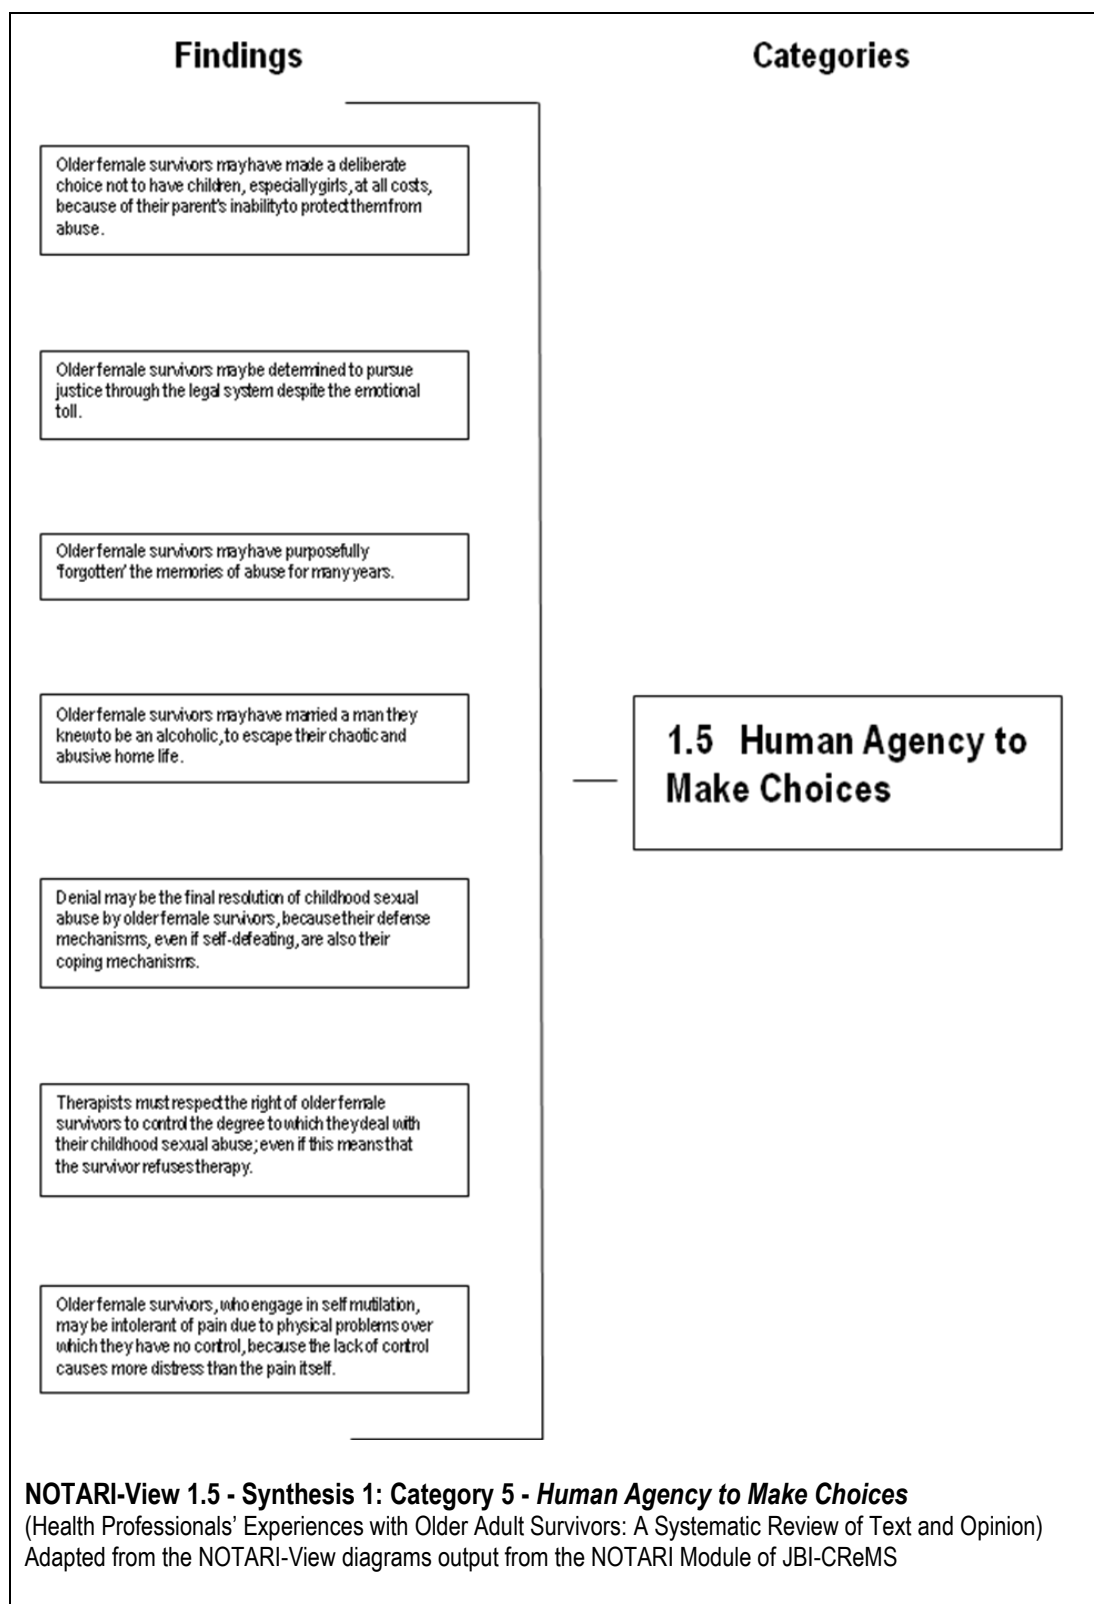 Findings
Categories
Older female survivors may have made a deliberate
choice not to have children, especially girls, at all costs,
because of their parent's inability to protect them from
abuse.
Older female survivors may be determined to pursue
justice through the legal system despite the emotional
toll.
Older female survivors may have purposefully
'forgotten' the memories of abuse for many years.
Older female survivors may have married a man they
knew to be an alcoholic, to escape their chaotic and
abusive home life.
1.5 Human Agency to
Make Choices
Denial may be the final resolution of childhood sexual
abuse by older female survivors, because their defense
mechanisms, even if self-defeating, are also their
coping mechanisms.
Therapists must respect the right of older female
survivors to control the degree to which they deal with
their childhood sexual abuse; even if this means that
the survivor refuses therapy.
Older female survivors, who engage in self mutilation,
may be intolerant of pain due to physical problems over
which they have no control, because the lack of control
causes more distress than the pain itself.
NOTARI-View 1.5 - Synthesis 1: Category 5 - Human Agency to Make Choices
(Health Professionals' Experiences with Older Adult Survivors: A Systematic Review of Text and Opinion)
Adapted from the NOTARI-View diagrams output from the NOTARI Module of JBI-CReMS